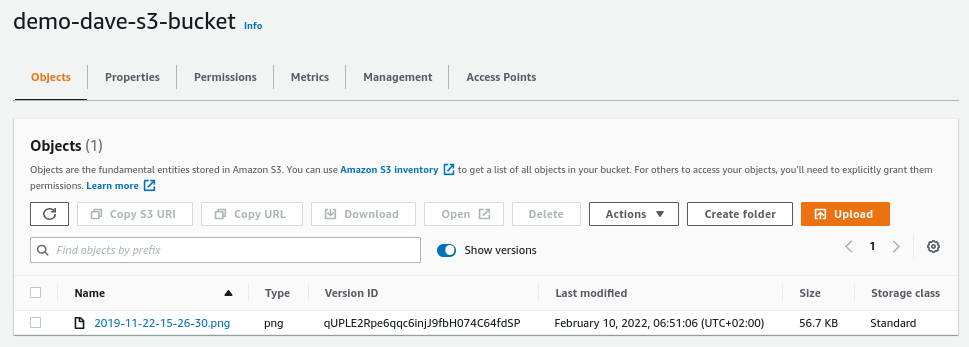 demo-dave-s3-bucket Info
Objects Properties Permissions Metrics Management Access Points
Objects (1)
Objects are the fundamental entities stored in Amazon S3. You can use Amazon S3 inventory to get a list of all objects in your bucket. For others to access your objects, you'll need to explicitly grant them
permissions. Learn more
Copy S3 URI Copy URL Download Open Delete Actions Create folder Upload
Find objects by prefix Show versions 1
Name Type Version ID Last modified Size Storage class
2019-11-22-15-26-30.png png qUPLE2Rpe6qqc6injJ9fbH074C64fdSP February 10, 2022, 06:51:06 (UTC+02:00) 56.7 KB Standard